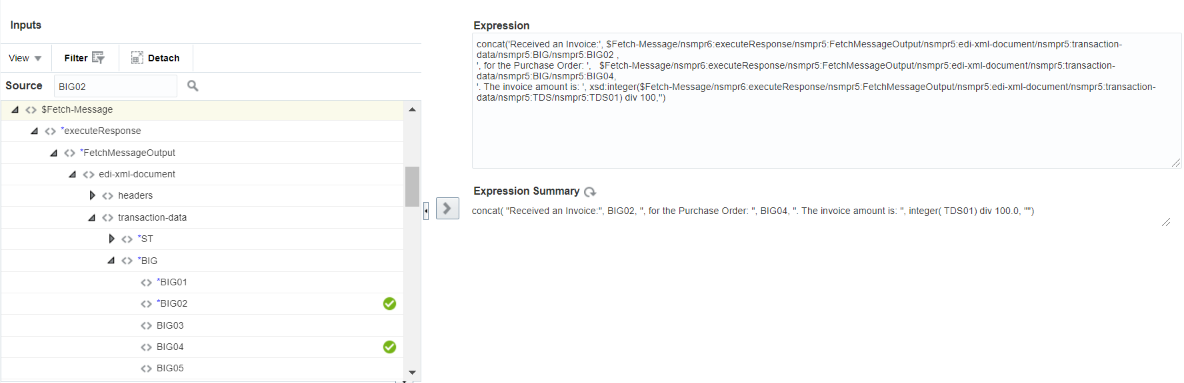 Inputs
View
Filter
Detach
Source
BIG02
<> $Fetch-Message
<> *executeResponse
<> *FetchMessageOutput
<> edi-xml-document
<> headers
<> transaction-data
<> *ST
<> *BIG
<> *BIG01
<> *BIG02
<> BIG03
<> BIG04
<> BIG05
Expression
concat('Received an Invoice:', $Fetch-Message/nsmpr6:executeResponse/nsmpr5:FetchMessageOutput/nsmpr5:edi-xml-document/nsmpr5:transaction-
data/nsmpr5:BIG/nsmpr5:BIG02 ,
', for the Purchase Order: ', $Fetch-Message/nsmpr6:executeResponse/nsmpr5:FetchMessageOutput/nsmpr5:edi-xml-document/nsmpr5:transaction-
data/nsmpr5:BIG/nsmpr5:BIG04,
'. The invoice amount is: ', xsd:integer($Fetch-Message/nsmpr6:executeResponse/nsmpr5:FetchMessageOutput/nsmpr5:edi-xml-document/nsmpr5:transaction-
data/nsmpr5:TDS/nsmpr5:TDS01) div 100,'')
Expression Summary
concat( "Received an Invoice:", BIG02, ", for the Purchase Order: ", BIG04, ". The invoice amount is: ", integer( TDS01) div 100.0, "")